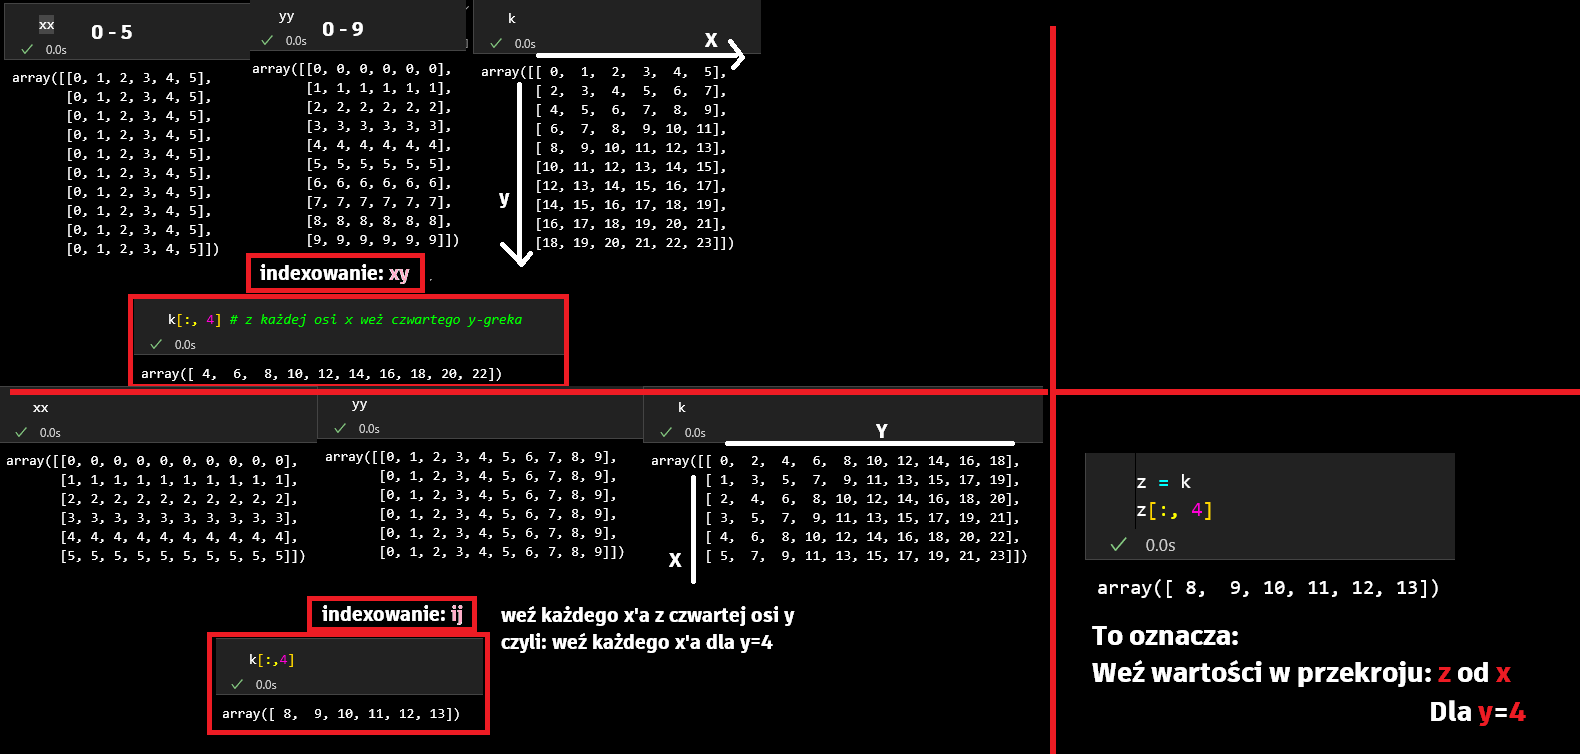 xx
0 - 5
0.0s
array([[0, 1, 2, 3, 4, 5],
[0, 1, 2, 3, 4, 5],
[0, 1, 2, 3, 4, 5],
[0, 1, 2, 3, 4, 5],
[0, 1, 2, 3, 4, 5],
[0, 1, 2, 3, 4, 5],
[0, 1, 2, 3, 4, 5],
[0, 1, 2, 3, 4, 5],
[0, 1, 2, 3, 4, 5],
[0, 1, 2, 3, 4, 5]])
yy
0 - 9
0.0s
array([[0, 0, 0, 0, 0, 0],
[1, 1, 1, 1, 1, 1],
[2, 2, 2, 2, 2, 2],
[3, 3, 3, 3, 3, 3],
[4, 4, 4, 4, 4, 4],
[5, 5, 5, 5, 5, 5],
[6, 6, 6, 6, 6, 6],
[7, 7, 7, 7, 7, 7],
[8, 8, 8, 8, 8, 8],
[9, 9, 9, 9, 9, 9]])
k
0.0s
X
array([[ 0, 1, 2, 3, 4, 5],
[ 2, 3, 4, 5, 6, 7],
[ 4, 5, 6, 7, 8, 9],
[ 6, 7, 8, 9, 10, 11],
[ 8, 9, 10, 11, 12, 13],
[10, 11, 12, 13, 14, 15],
[12, 13, 14, 15, 16, 17],
[14, 15, 16, 17, 18, 19],
[16, 17, 18, 19, 20, 21],
[18, 19, 20, 21, 22, 23]])
y
indexowanie: xy
k[:, 4] # z każdej osi x weż czwartego y-greka
0.0s
array([ 4, 6, 8, 10, 12, 14, 16, 18, 20, 22])
xx
0.0s
array([[0, 0, 0, 0, 0, 0, 0, 0, 0, 0],
[1, 1, 1, 1, 1, 1, 1, 1, 1, 1],
[2, 2, 2, 2, 2, 2, 2, 2, 2, 2],
[3, 3, 3, 3, 3, 3, 3, 3, 3, 3],
[4, 4, 4, 4, 4, 4, 4, 4, 4, 4],
[5, 5, 5, 5, 5, 5, 5, 5, 5, 5]])
yy
0.0s
array([[0, 1, 2, 3, 4, 5, 6, 7, 8, 9],
[0, 1, 2, 3, 4, 5, 6, 7, 8, 9],
[0, 1, 2, 3, 4, 5, 6, 7, 8, 9],
[0, 1, 2, 3, 4, 5, 6, 7, 8, 9],
[0, 1, 2, 3, 4, 5, 6, 7, 8, 9],
[0, 1, 2, 3, 4, 5, 6, 7, 8, 9]])
k
0.0s
Y
array([[ 0, 2, 4, 6, 8, 10, 12, 14, 16, 18],
[ 1, 3, 5, 7, 9, 11, 13, 15, 17, 19],
[ 2, 4, 6, 8, 10, 12, 14, 16, 18, 20],
[ 3, 5, 7, 9, 11, 13, 15, 17, 19, 21],
[ 4, 6, 8, 10, 12, 14, 16, 18, 20, 22],
[ 5, 7, 9, 11, 13, 15, 17, 19, 21, 23]])
X
indexowanie: ij
weź każdego x'a z czwartej osi y
czyli: weź każdego x'a dla y=4
k[:,4]
0.0s
array([ 8, 9, 10, 11, 12, 13])
z = k
z[:, 4]
0.0s
array([ 8, 9, 10, 11, 12, 13])
To oznacza:
Weź wartości w przekroju: z od x
Dla y=4